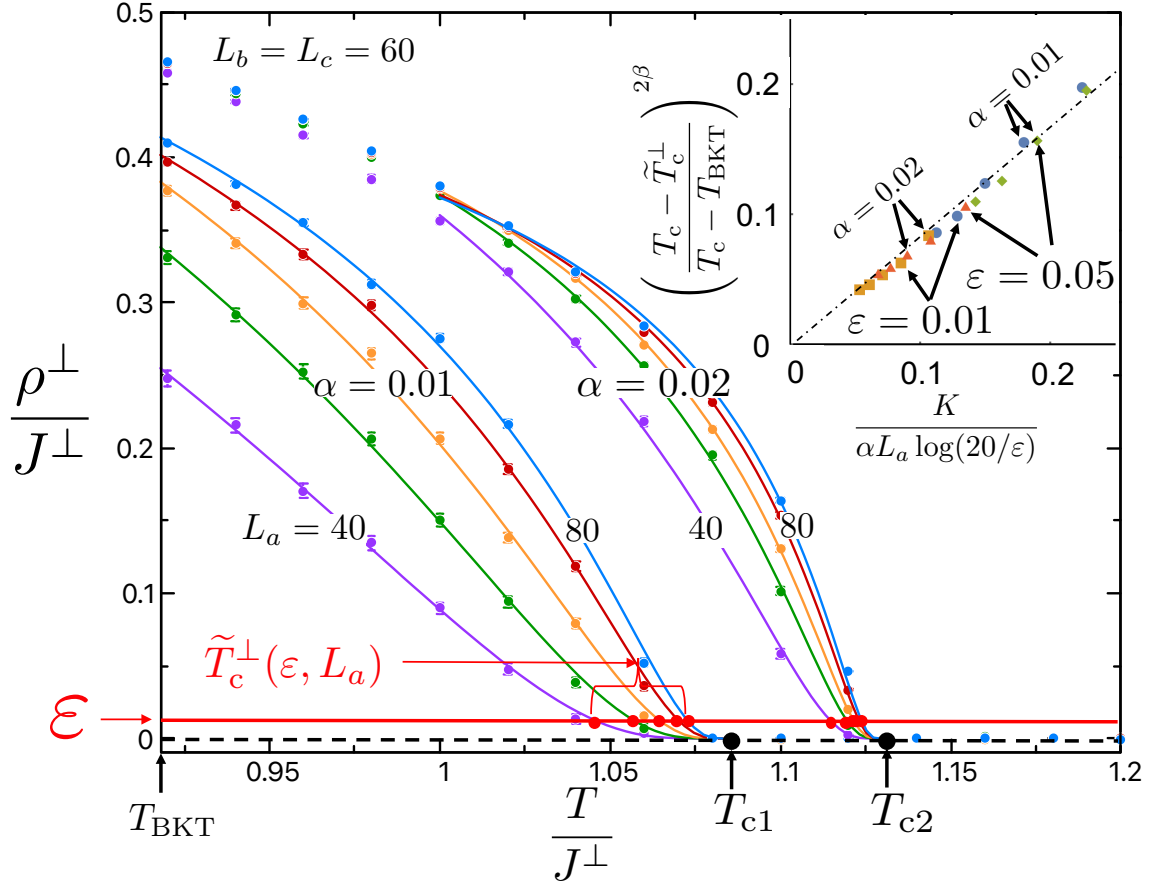 0.5
0.4
0.3
0.2
0.1
0
ρ^⊥
J^⊥
L_b = L_c = 60
α = 0.01
α = 0.02
L_a = 40
80
40
80
T̃_c^⊥(ε, L_a)
ε
0.95
1
1.05
1.1
1.15
1.2
T_BKT
T
J^⊥
T_c1
T_c2
(T_c − T̃_c^⊥ / T_c − T_BKT)^2β
0.2
0.1
0
α = 0.01
α = 0.02
ε = 0.05
ε = 0.01
0
0.1
0.2
K
αL_a log(20/ε)